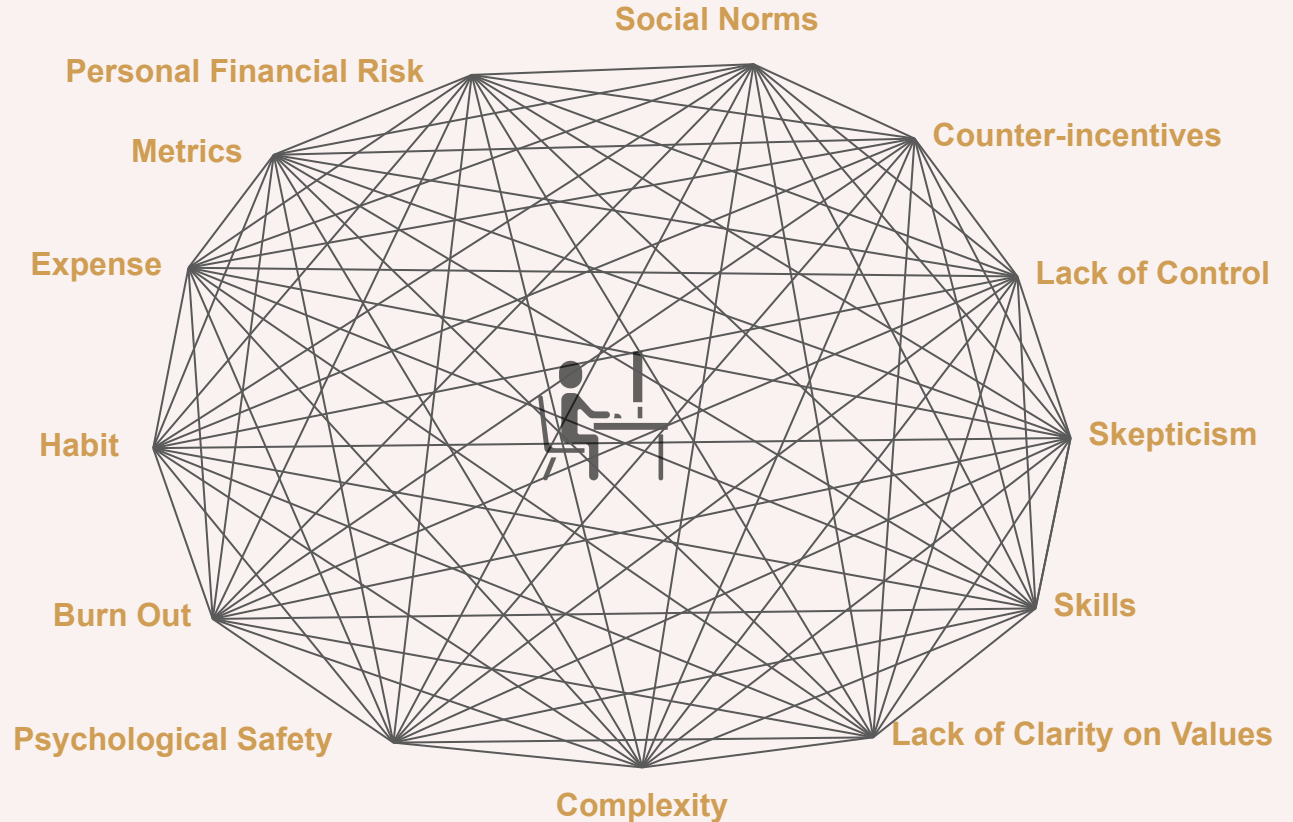 Social Norms
Personal Financial Risk
Counter-incentives
Metrics
Expense
Lack of Control
Habit
Skepticism
Burn Out
Skills
Psychological Safety
Lack of Clarity on Values
Complexity